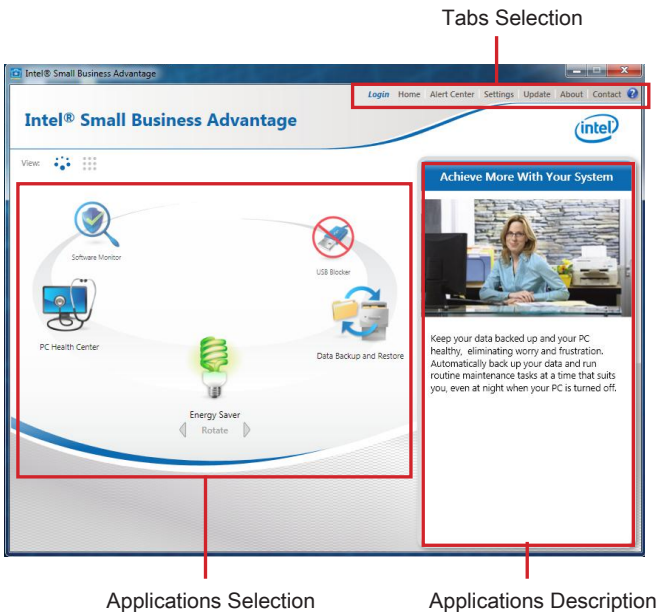 Tabs Selection
Intel® Small Business Advantage
Login Home Alert Center Settings Update About Contact ?
Intel® Small Business Advantage
intel
View:
Achieve More With Your System
Software Monitor
USB Blocker
PC Health Center
Data Backup and Restore
Energy Saver
Rotate
Keep your data backed up and your PC
healthy, eliminating worry and frustration.
Automatically back up your data and run
routine maintenance tasks at a time that suits
you, even at night when your PC is turned off.
Applications Selection
Applications Description